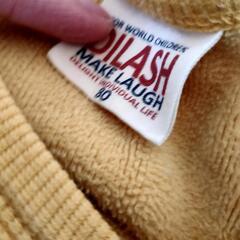 FOR WORLD CHILDREN
DILASH
MAKE LAUGH
DELIGHT INDIVIDUAL LIFE
80